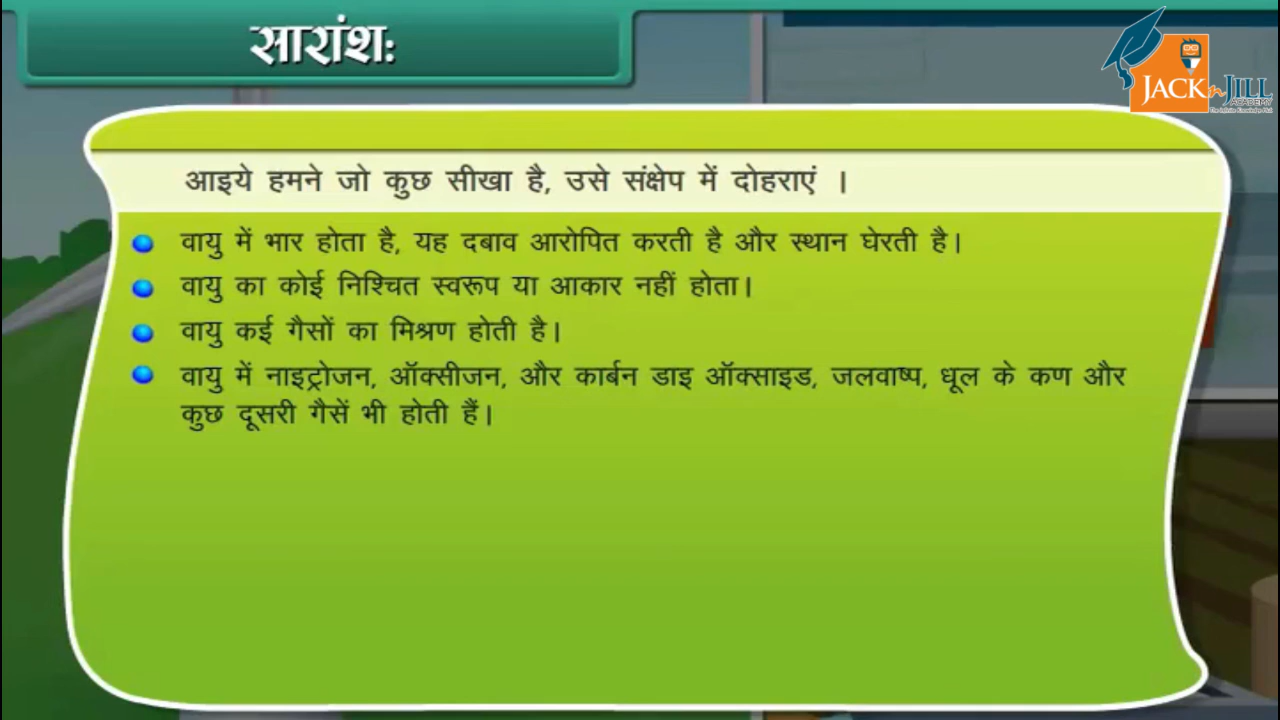 सारांश:
JACK n JILL
ACADEMY
आइये हमने जो कुछ सीखा है, उसे संक्षेप में दोहराएं ।
वायु में भार होता है, यह दबाव आरोपित करती है और स्थान घेरती है।
वायु का कोई निश्चित स्वरूप या आकार नहीं होता।
वायु कई गैसों का मिश्रण होती है।
वायु में नाइट्रोजन, ऑक्सीजन, और कार्बन डाइ ऑक्साइड, जलवाष्प, धूल के कण और
कुछ दूसरी गैसें भी होती हैं।